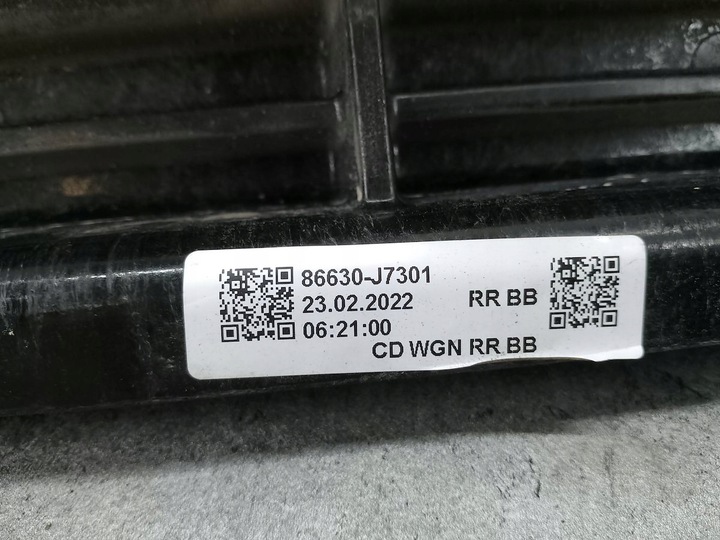 86630-J7301
23.02.2022 RR BB
06:21:00
CD WGN RR BB